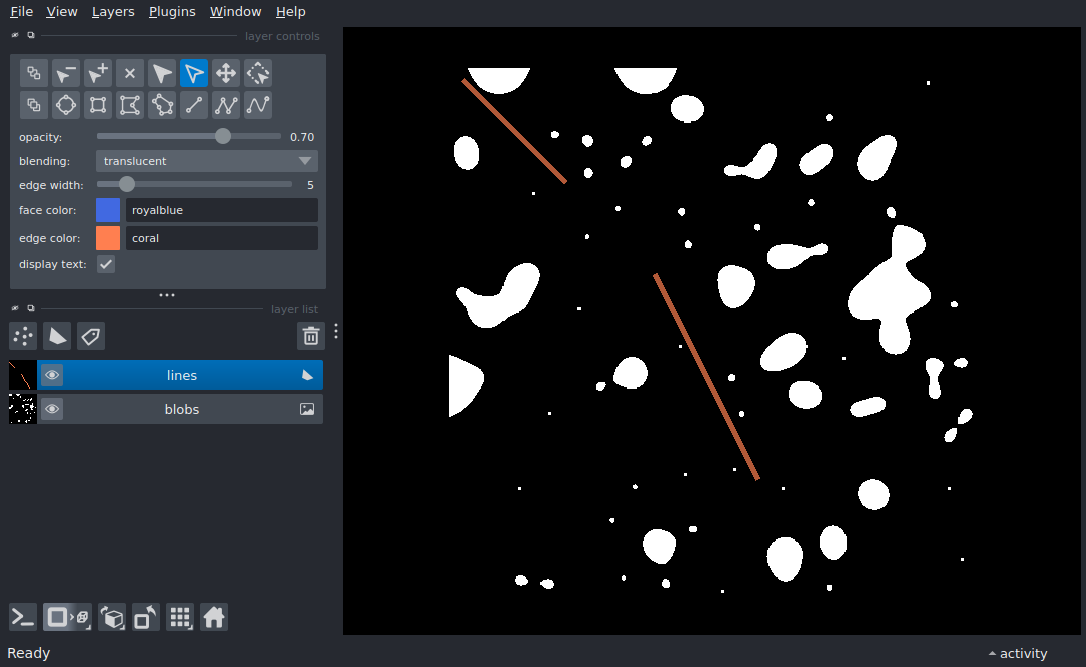 File View Layers Plugins Window Help
layer controls
opacity: 0.70
blending: translucent
edge width: 5
face color: royalblue
edge color: coral
display text:
layer list
lines
blobs
Ready
activity